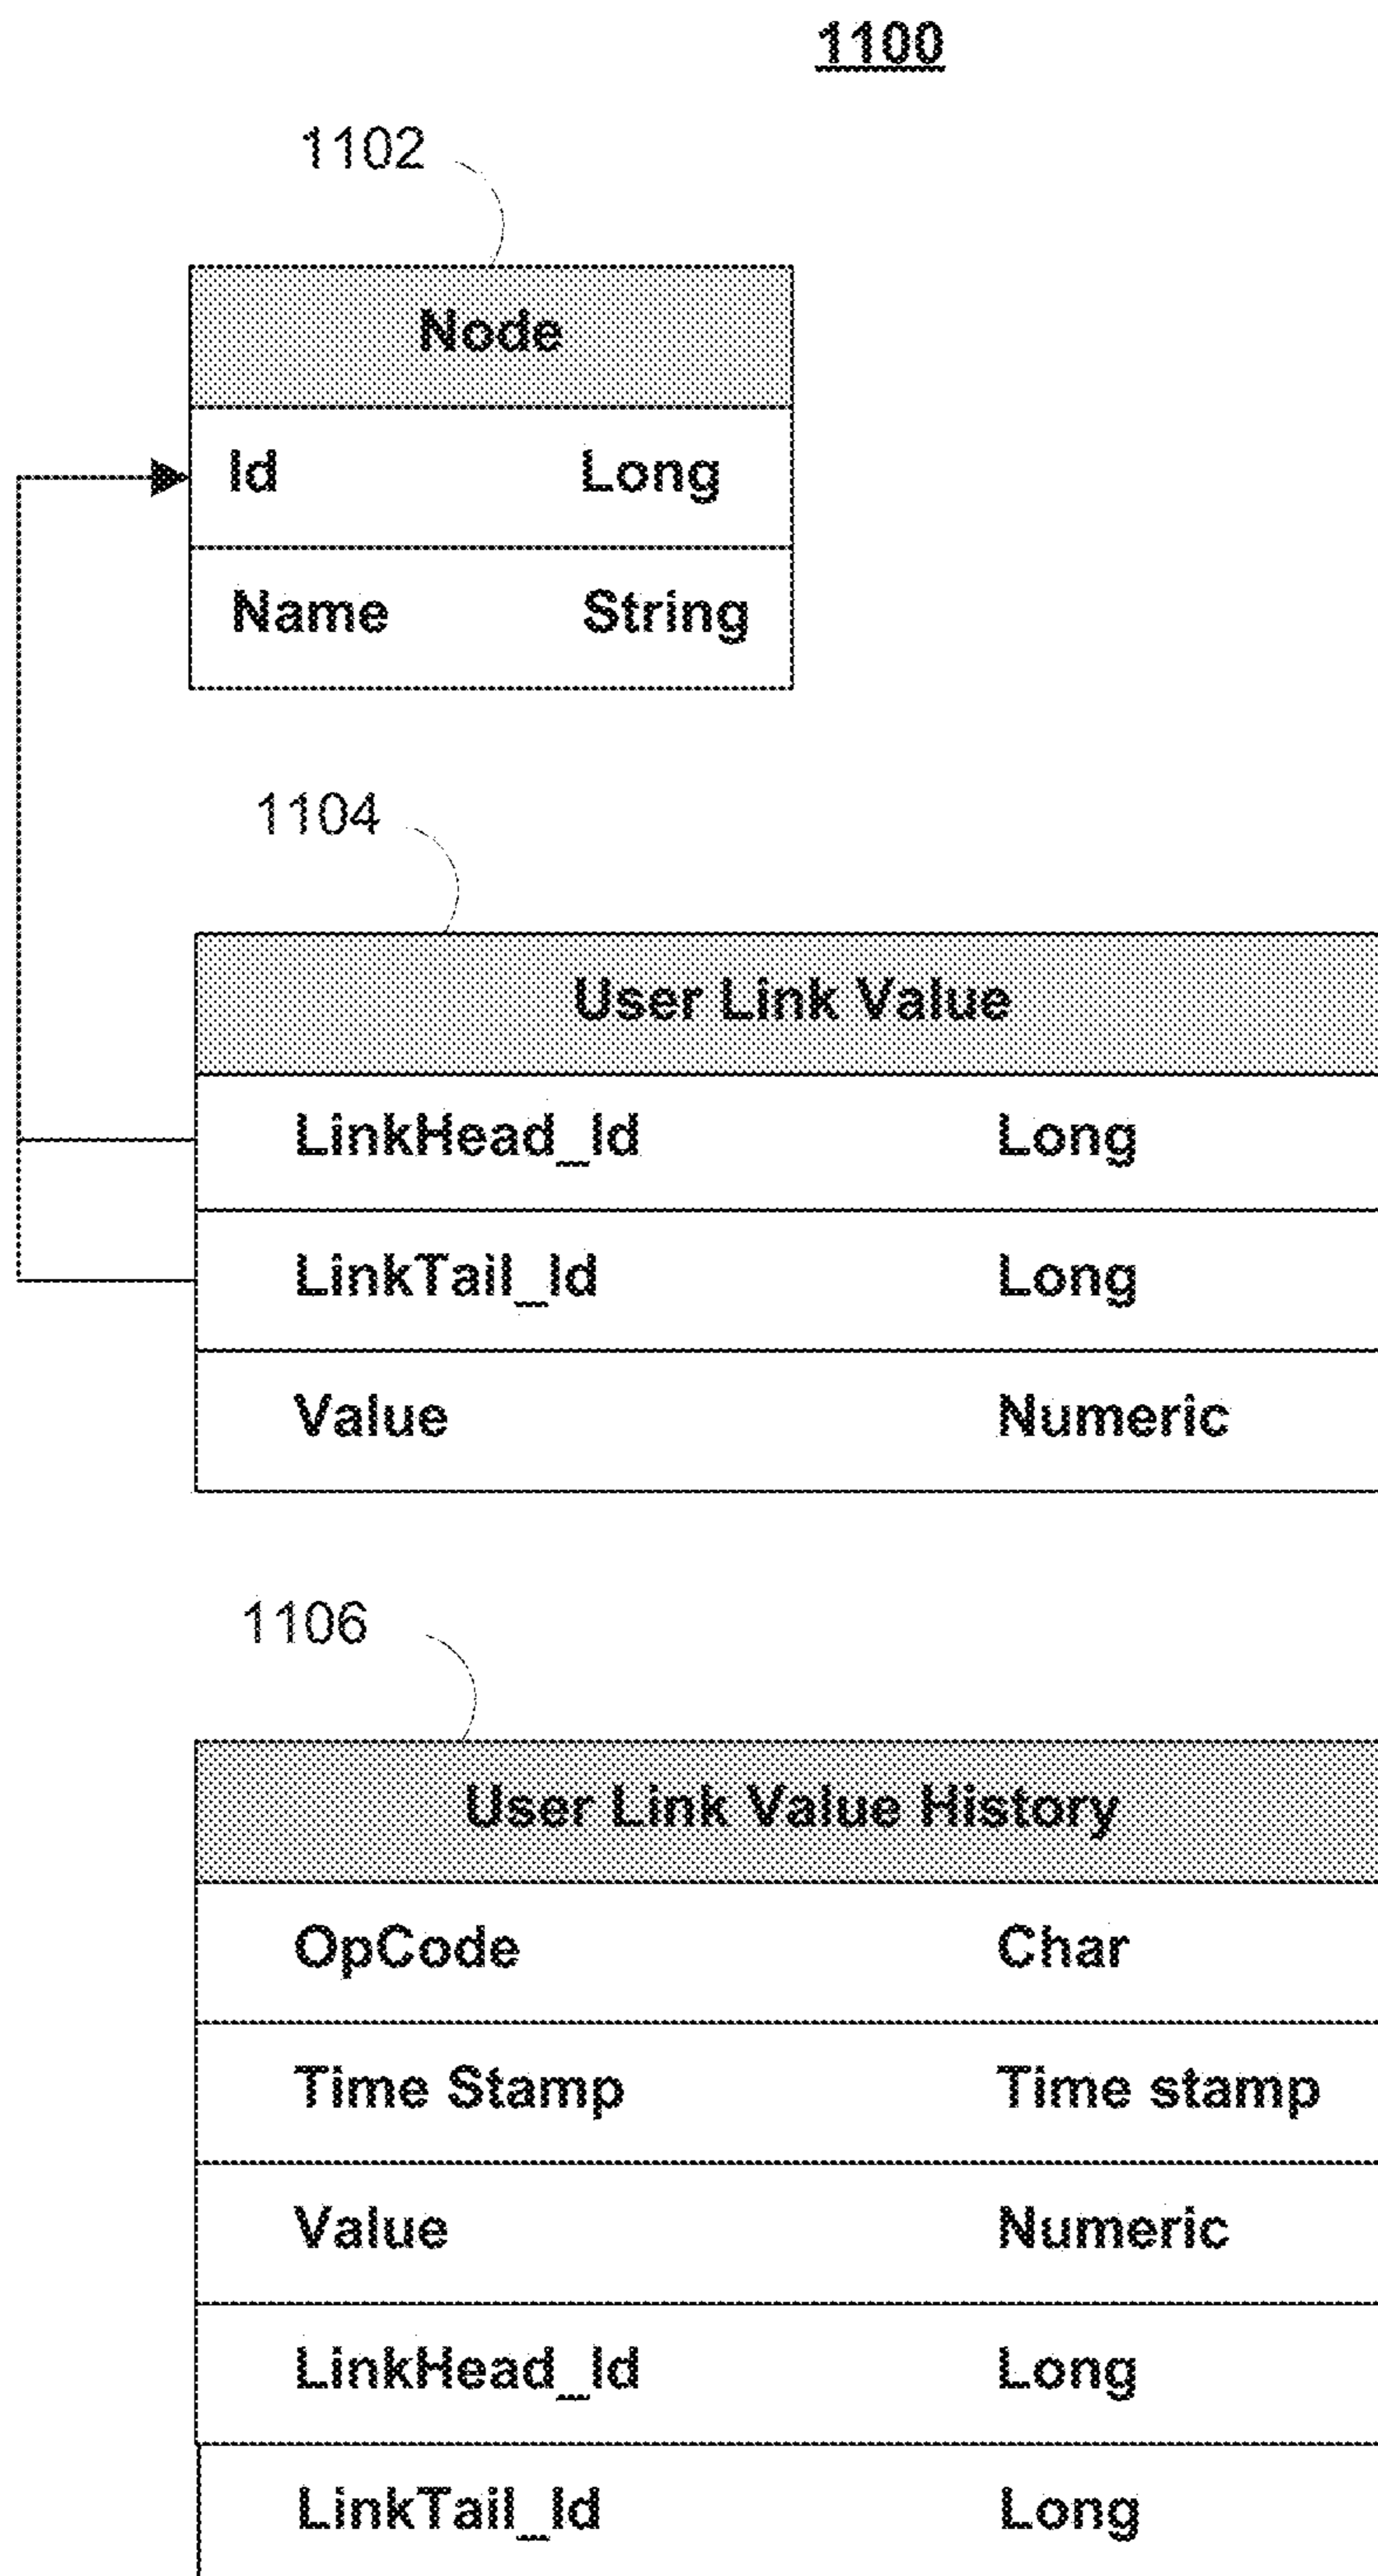 1100
1102
Node
Id Long
Name String
1104
User Link Value
LinkHead_Id Long
LinkTail_Id Long
Value Numeric
1106
User Link Value History
OpCode Char
Time Stamp Time stamp
Value Numeric
LinkHead_Id Long
LinkTail_Id Long